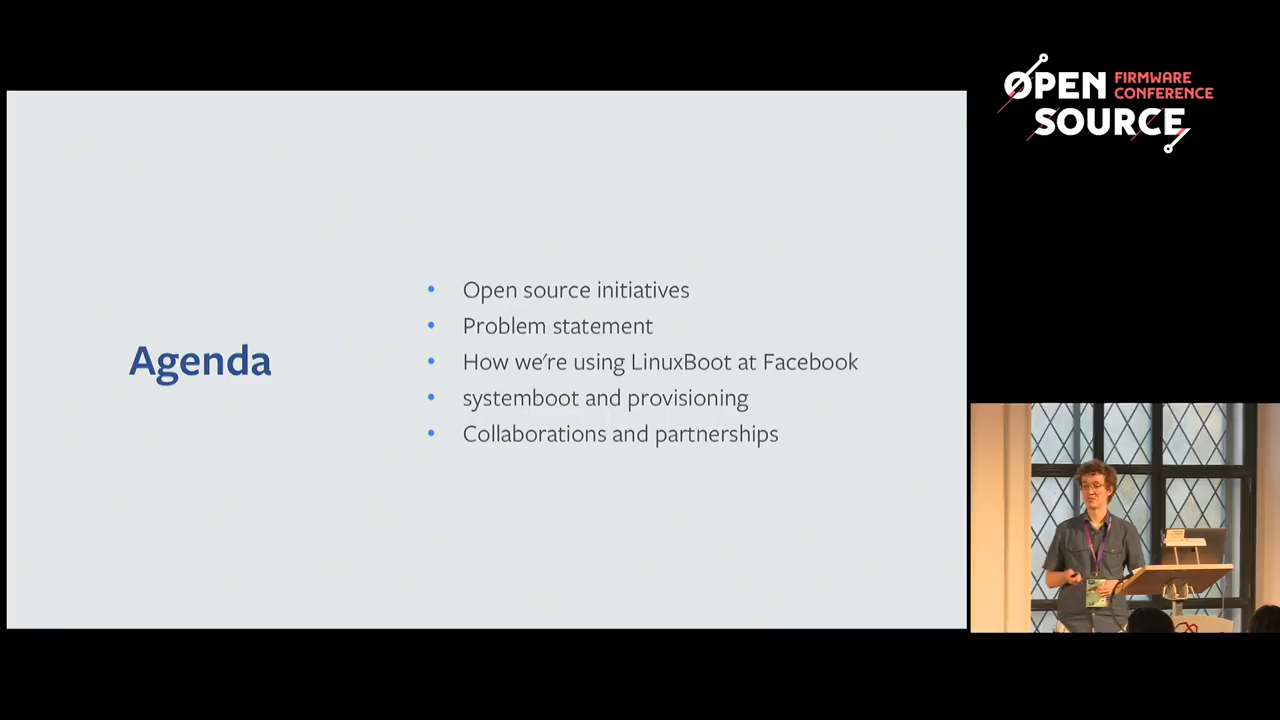 OPEN FIRMWARE
CONFERENCE
SOURCE
Agenda
Open source initiatives
Problem statement
How we're using LinuxBoot at Facebook
systemboot and provisioning
Collaborations and partnerships